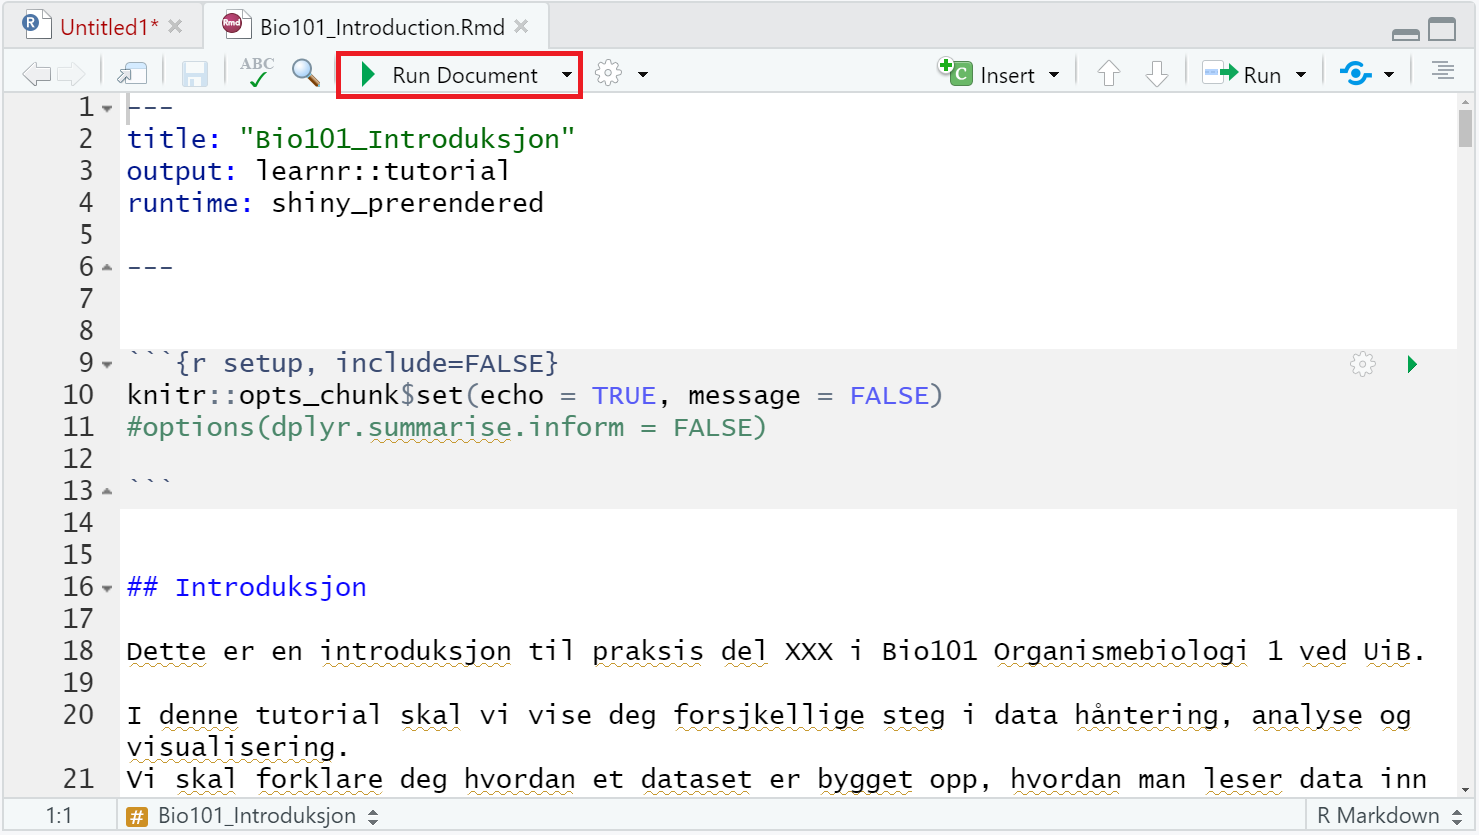 Untitled1* Bio101_Introduction.Rmd
ABC Run Document Insert Run
1 ---
2 title: "Bio101_Introduksjon"
3 output: learnr::tutorial
4 runtime: shiny_prerendered
5
6 ---
7
8
9 ```{r setup, include=FALSE}
10 knitr::opts_chunk$set(echo = TRUE, message = FALSE)
11 #options(dplyr.summarise.inform = FALSE)
12
13 ```
14
15
16 ## Introduksjon
17
18 Dette er en introduksjon til praksis del XXX i Bio101 Organismebiologi 1 ved UiB.
19
20 I denne tutorial skal vi vise deg forsjkellige steg i data håntering, analyse og
visualisering.
21 Vi skal forklare deg hvordan et dataset er bygget opp, hvordan man leser data inn
1:1 # Bio101_Introduksjon R Markdown